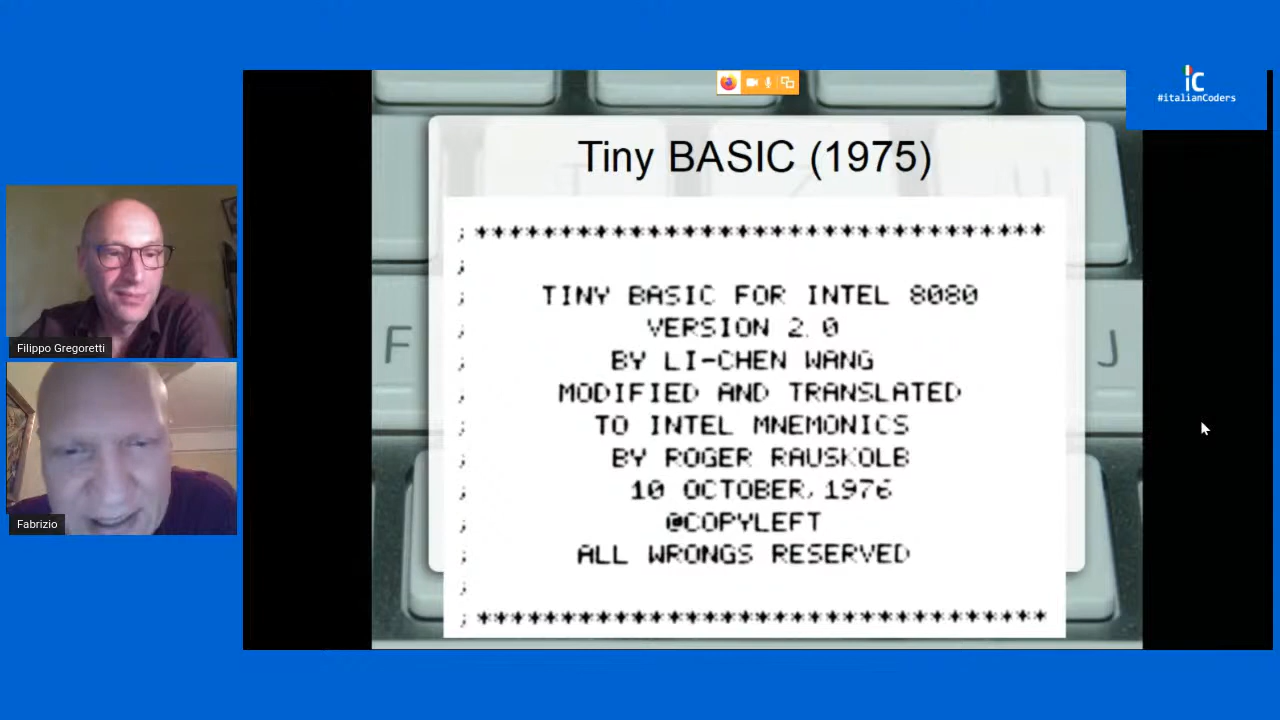 iC
#italianCoders
Tiny BASIC (1975)
; *********************************
;
; TINY BASIC FOR INTEL 8080
; VERSION 2.0
; BY LI-CHEN WANG
; MODIFIED AND TRANSLATED
; TO INTEL MNEMONICS
; BY ROGER RAUSKOLB
; 10 OCTOBER,1976
; @COPYLEFT
; ALL WRONGS RESERVED
;
; *********************************
F
J
Filippo Gregoretti
Fabrizio